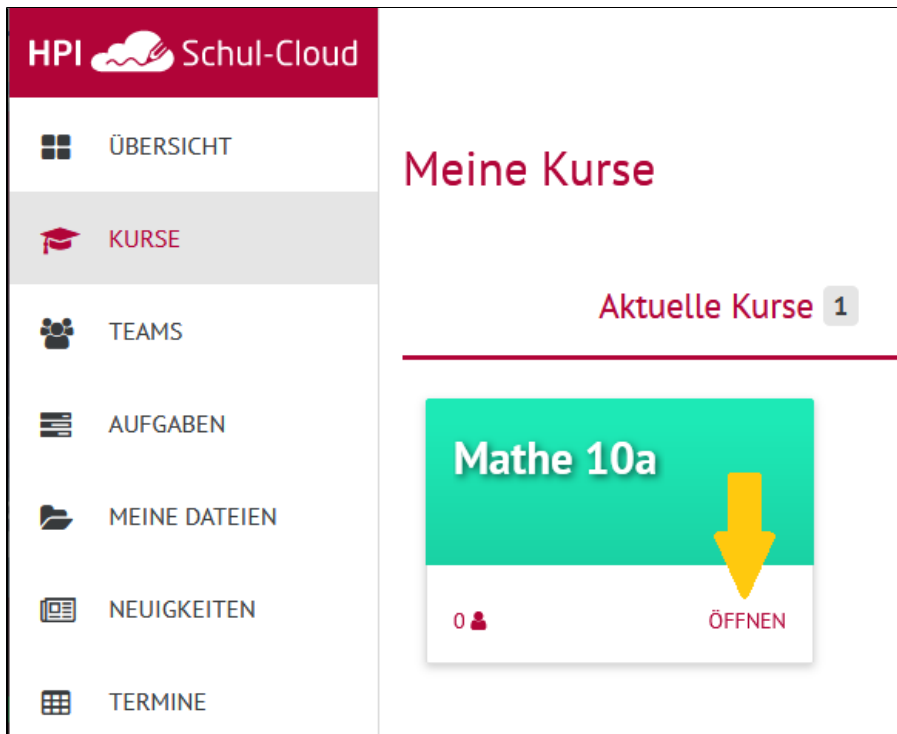 HPI Schul-Cloud
ÜBERSICHT
KURSE
TEAMS
AUFGABEN
MEINE DATEIEN
NEUIGKEITEN
TERMINE
Meine Kurse
Aktuelle Kurse 1
Mathe 10a
0 ÖFFNEN